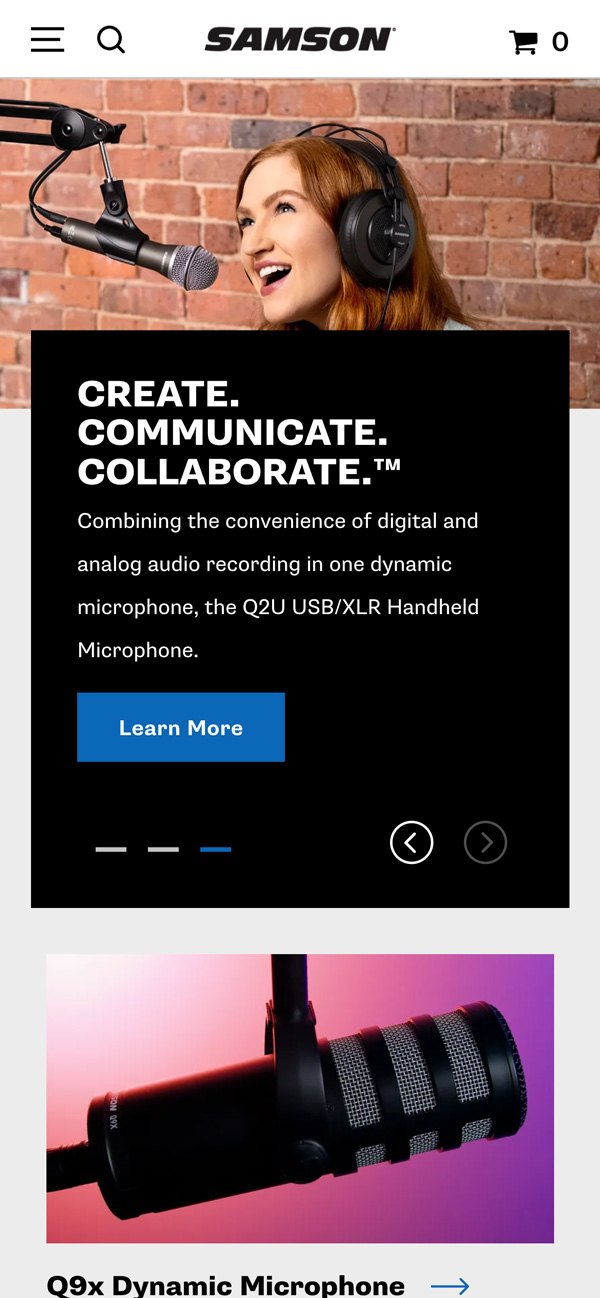 SAMSON
0
CREATE.
COMMUNICATE.
COLLABORATE.™
Combining the convenience of digital and
analog audio recording in one dynamic
microphone, the Q2U USB/XLR Handheld
Microphone.
Learn More
Q9x
Q9x Dynamic Microphone